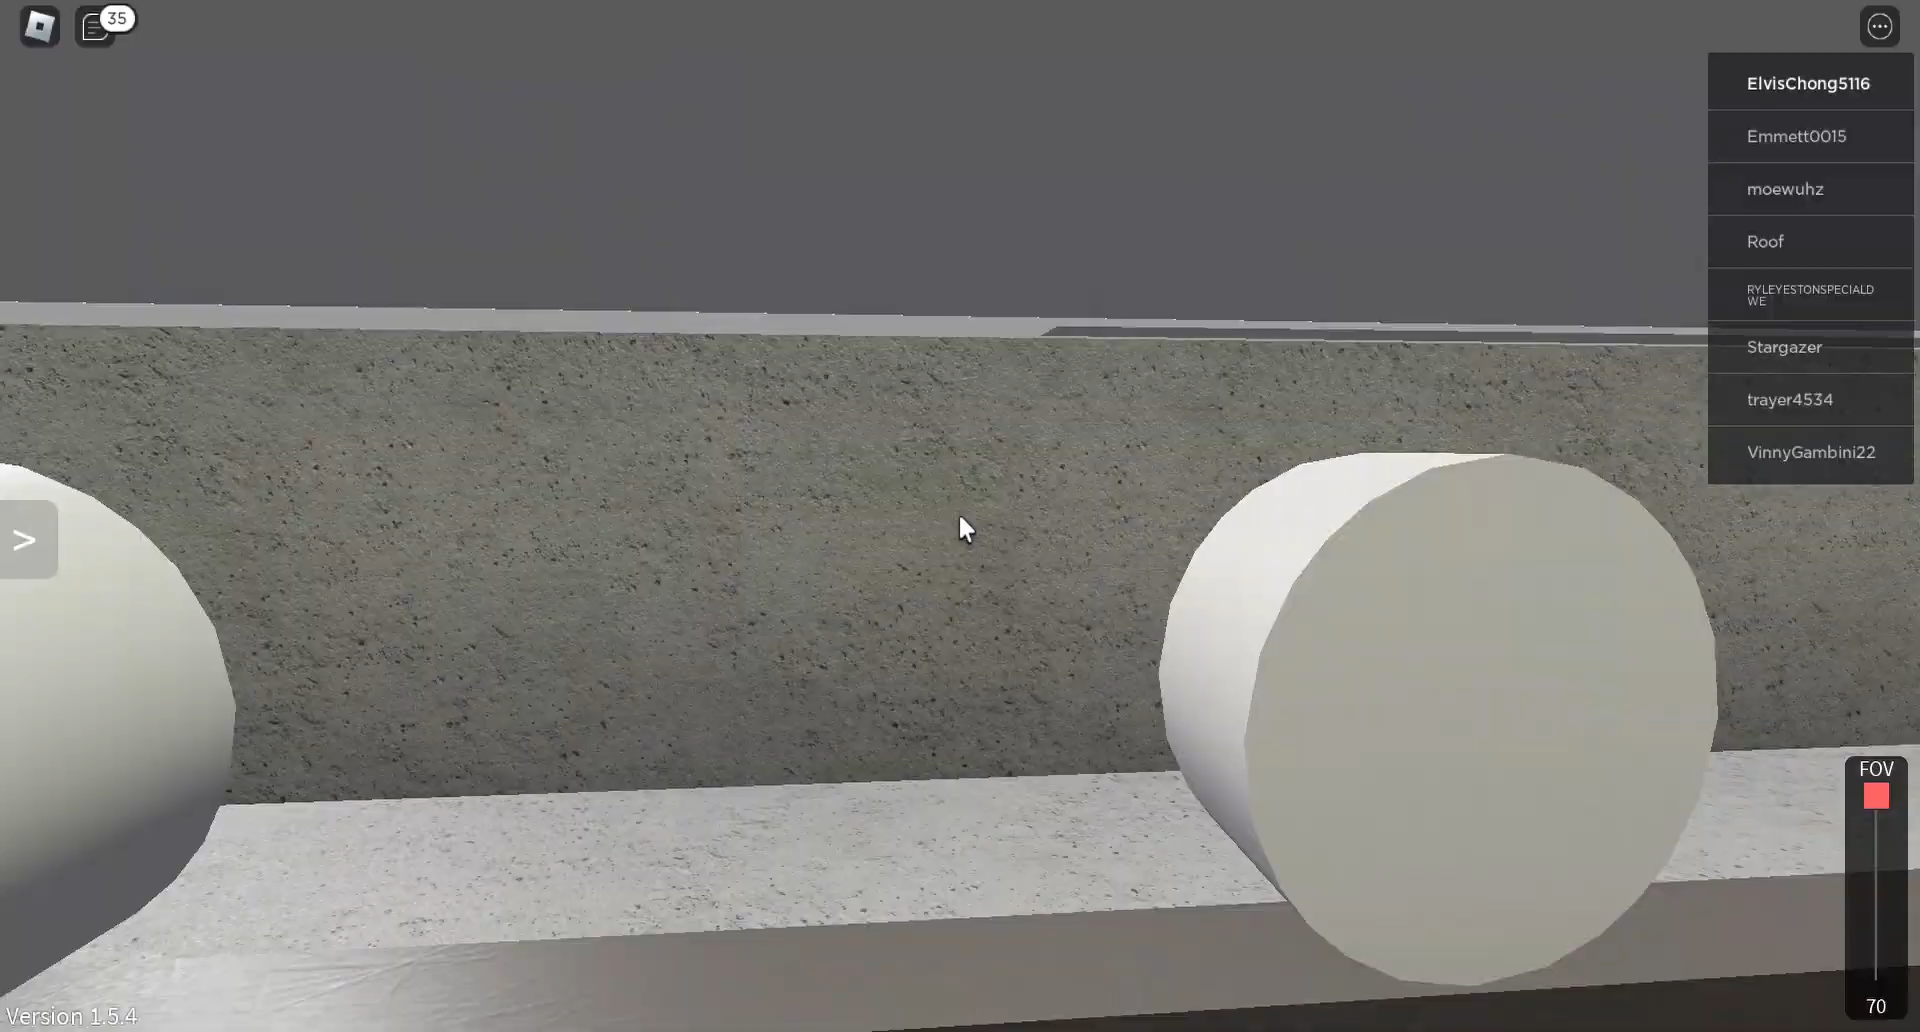 35
ElvisChong5116
Emmett0015
moewuhz
Roof
RYLEYESTONSPECIALD
WE
Stargazer
trayer4534
VinnyGambini22
>
FOV
70
Version 1.5.4